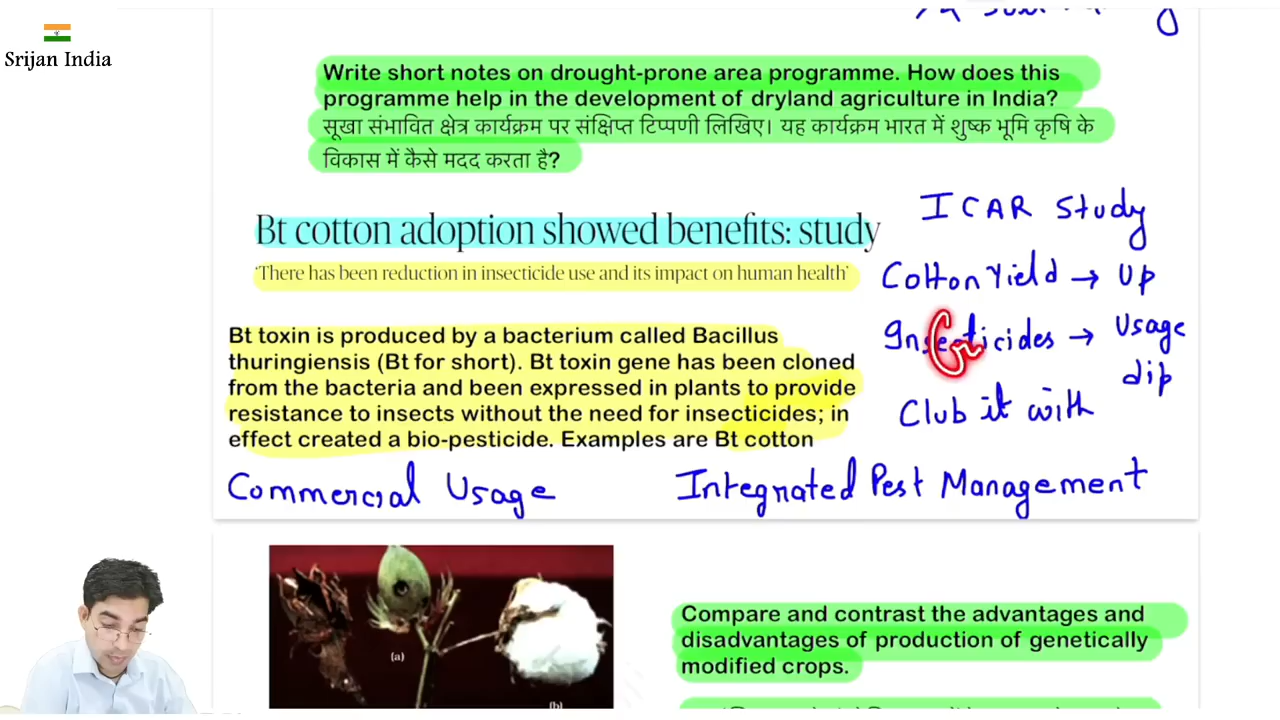 Srijan India
Write short notes on drought-prone area programme. How does this
programme help in the development of dryland agriculture in India?
सूखा संभावित क्षेत्र कार्यक्रम पर संक्षिप्त टिप्पणी लिखिए। यह कार्यक्रम भारत में शुष्क भूमि कृषि के
विकास में कैसे मदद करता है?
Bt cotton adoption showed benefits: study
'There has been reduction in insecticide use and its impact on human health'
ICAR Study
Cotton Yield → Up
Insecticides → Usage
dip
Club it with
Bt toxin is produced by a bacterium called Bacillus
thuringiensis (Bt for short). Bt toxin gene has been cloned
from the bacteria and been expressed in plants to provide
resistance to insects without the need for insecticides; in
effect created a bio-pesticide. Examples are Bt cotton
Commercial Usage
Integrated Pest Management
(a)
(b)
Compare and contrast the advantages and
disadvantages of production of genetically
modified crops.